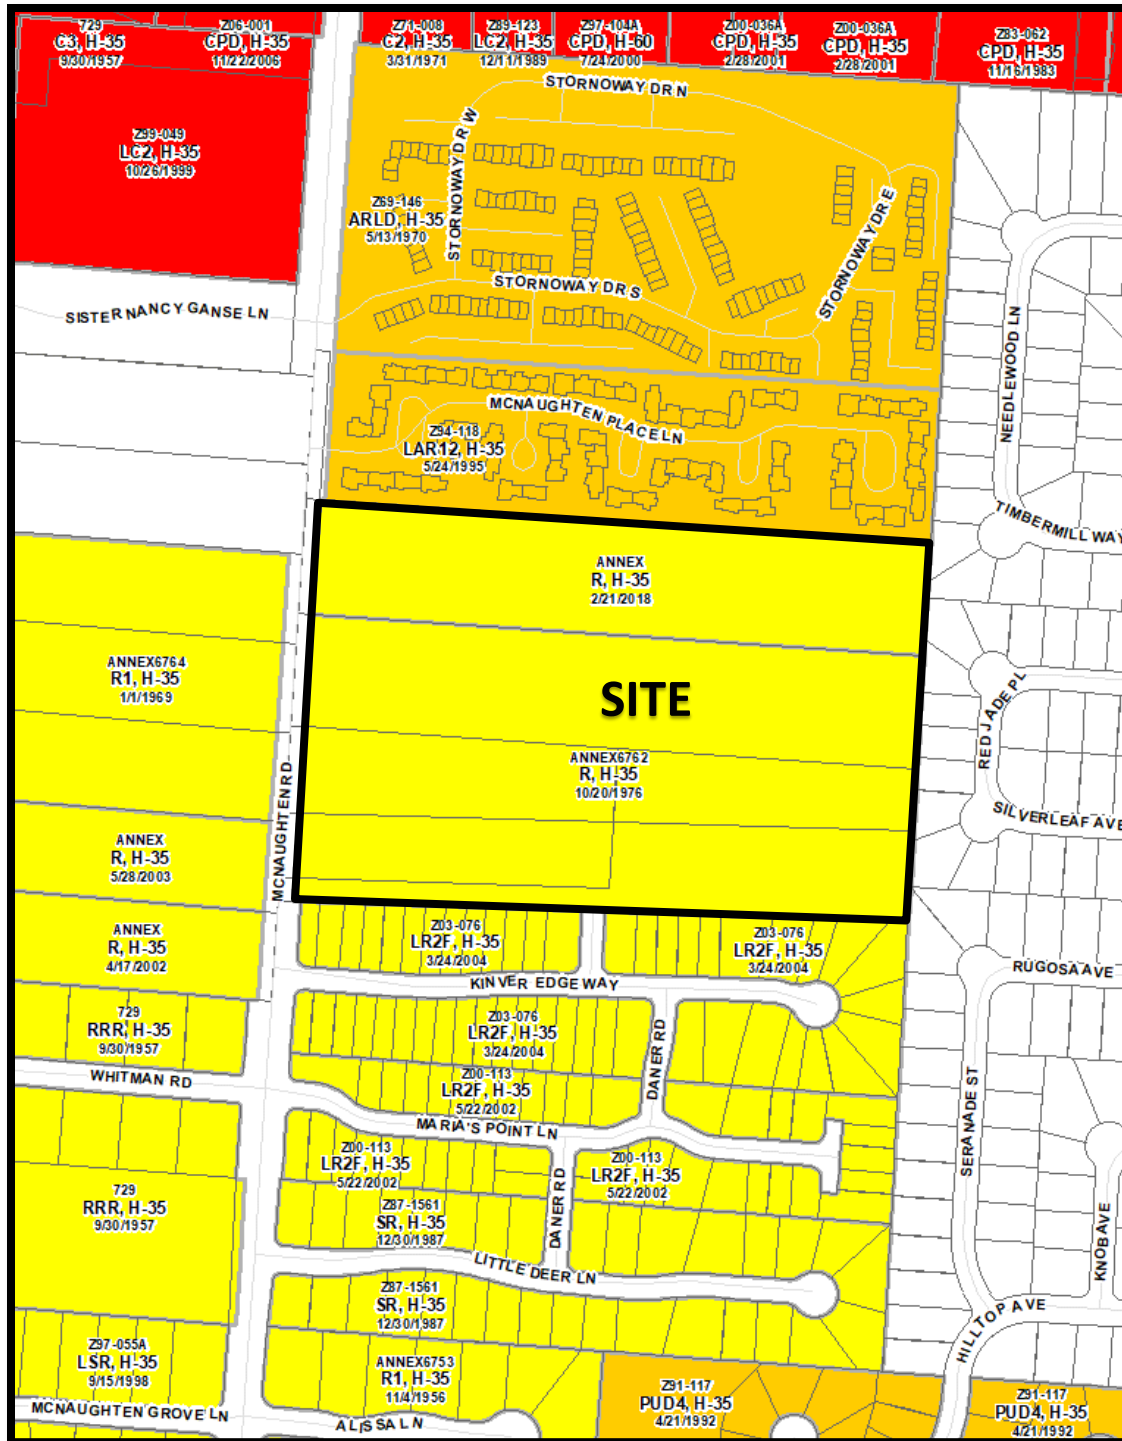 729
C3, H-35
9/30/1957
Z06-001
CPD, H-35
11/22/2006
Z71-008
C2, H-35
3/31/1971
Z89-123
LC2, H-35
12/11/1989
Z97-104A
CPD, H-60
7/24/2000
Z00-036A
CPD, H-35
2/28/2001
Z00-036A
CPD, H-35
2/28/2001
Z83-062
CPD, H-35
11/16/1983
STORNOWAY DR N
Z99-049
LC2, H-35
10/26/1999
STORNOWAY DR W
Z69-146
ARLD, H-35
5/13/1970
STORNOWAY DR E
STORNOWAY DR S
SISTER NANCY GANSE LN
NEEDLEWOOD LN
MCNAUGHTEN PLACE LN
Z94-118
LAR12, H-35
5/24/1995
TIMBERMILL WAY
ANNEX
R, H-35
2/21/2018
ANNEX6764
R1, H-35
1/1/1969
SITE
RED JADE PL
ANNEX6762
R, H-35
10/20/1976
MCNAUGHTEN RD
SILVERLEAF AVE
ANNEX
R, H-35
5/28/2003
ANNEX
R, H-35
4/17/2002
Z03-076
LR2F, H-35
3/24/2004
Z03-076
LR2F, H-35
3/24/2004
RUGOSA AVE
KINVER EDGE WAY
729
RRR, H-35
9/30/1957
Z03-076
LR2F, H-35
3/24/2004
DANER RD
WHITMAN RD
Z00-113
LR2F, H-35
5/22/2002
SERANADE ST
MARIA'S POINT LN
Z00-113
LR2F, H-35
5/22/2002
Z00-113
LR2F, H-35
5/22/2002
DANER RD
729
RRR, H-35
9/30/1957
Z87-1561
SR, H-35
12/30/1987
KNOB AVE
LITTLE DEER LN
Z87-1561
SR, H-35
12/30/1987
HILLTOP AVE
Z97-055A
LSR, H-35
9/15/1998
ANNEX6753
R1, H-35
11/4/1956
Z91-117
PUD4, H-35
4/21/1992
Z91-117
PUD4, H-35
4/21/1992
MCNAUGHTEN GROVE LN
ALISSA LN